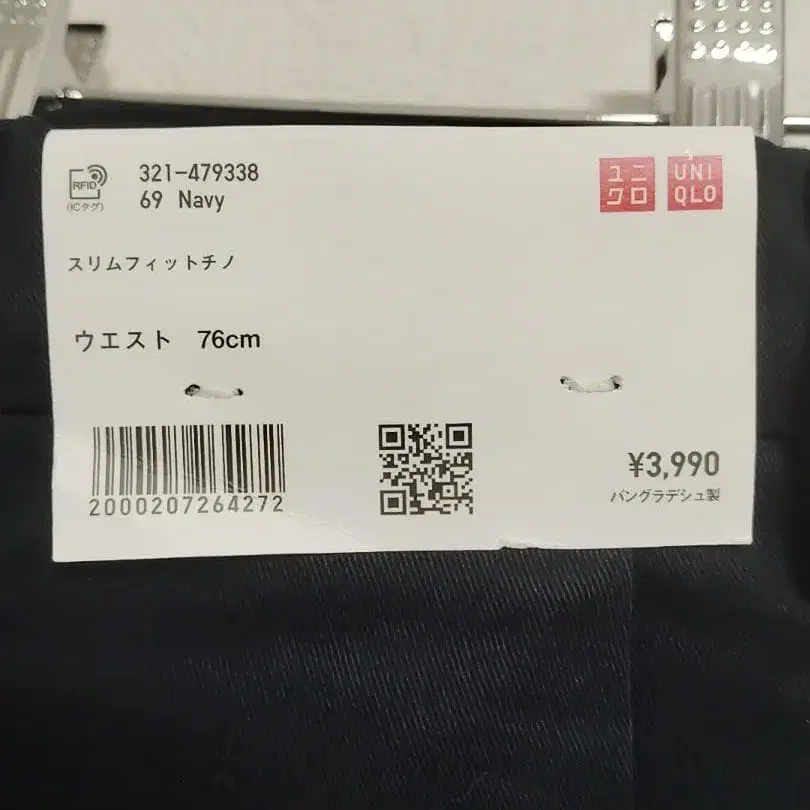 RFID
(ICタグ)
321-479338
69 Navy
ユニ
クロ
UNI
QLO
スリムフィットチノ
ウエスト 76cm
2000207264272
¥3,990
バングラデシュ製